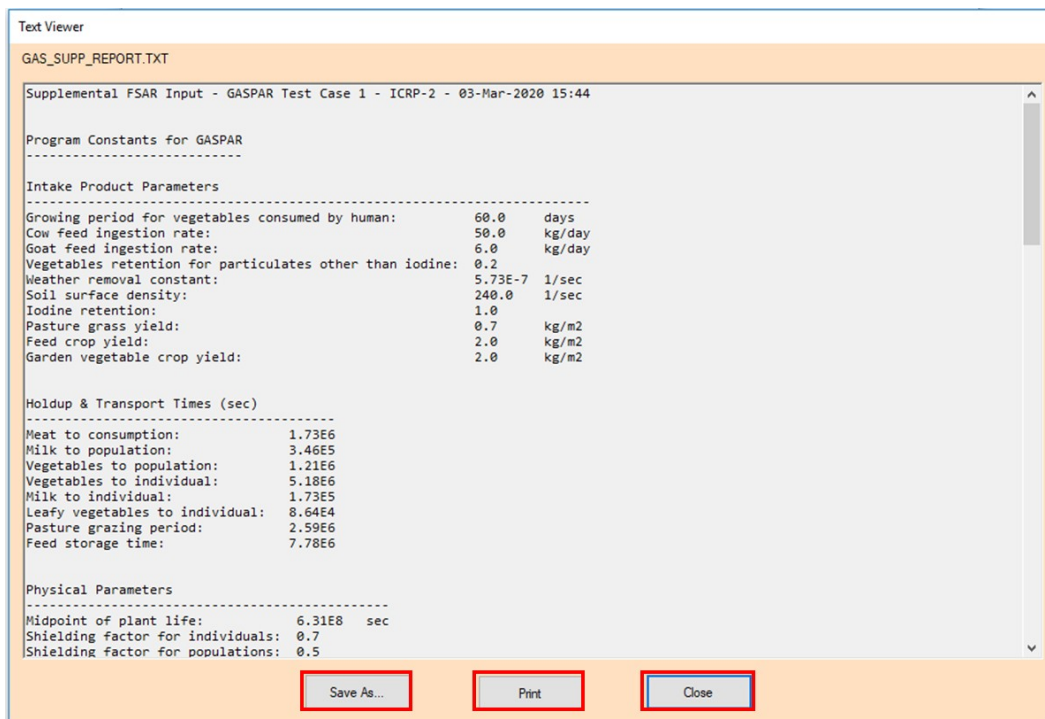 Text Viewer
GAS_SUPP_REPORT.TXT
Supplemental FSAR Input - GASPAR Test Case 1 - ICRP-2 - 03-Mar-2020 15:44
Program Constants for GASPAR
----------------------------
Intake Product Parameters
------------------------------------------------------------------------
Growing period for vegetables consumed by human: 60.0 days
Cow feed ingestion rate: 50.0 kg/day
Goat feed ingestion rate: 6.0 kg/day
Vegetables retention for particulates other than iodine: 0.2
Weather removal constant: 5.73E-7 1/sec
Soil surface density: 240.0 1/sec
Iodine retention: 1.0
Pasture grass yield: 0.7 kg/m2
Feed crop yield: 2.0 kg/m2
Garden vegetable crop yield: 2.0 kg/m2
Holdup & Transport Times (sec)
----------------------------------------
Meat to consumption: 1.73E6
Milk to population: 3.46E5
Vegetables to population: 1.21E6
Vegetables to individual: 5.18E6
Milk to individual: 1.73E5
Leafy vegetables to individual: 8.64E4
Pasture grazing period: 2.59E6
Feed storage time: 7.78E6
Physical Parameters
-----------------------------------------------
Midpoint of plant life: 6.31E8 sec
Shielding factor for individuals: 0.7
Shielding factor for populations: 0.5
Save As... Print Close